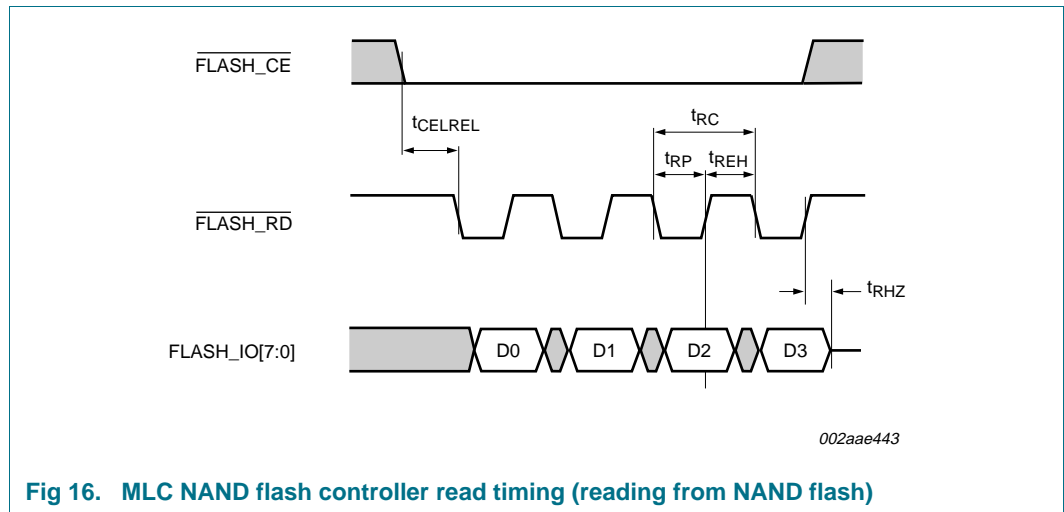 FLASH_CE
tCELREL
tRC
tRP
tREH
FLASH_RD
tRHZ
FLASH_IO[7:0]
D0
D1
D2
D3
002aae443
Fig 16. MLC NAND flash controller read timing (reading from NAND flash)